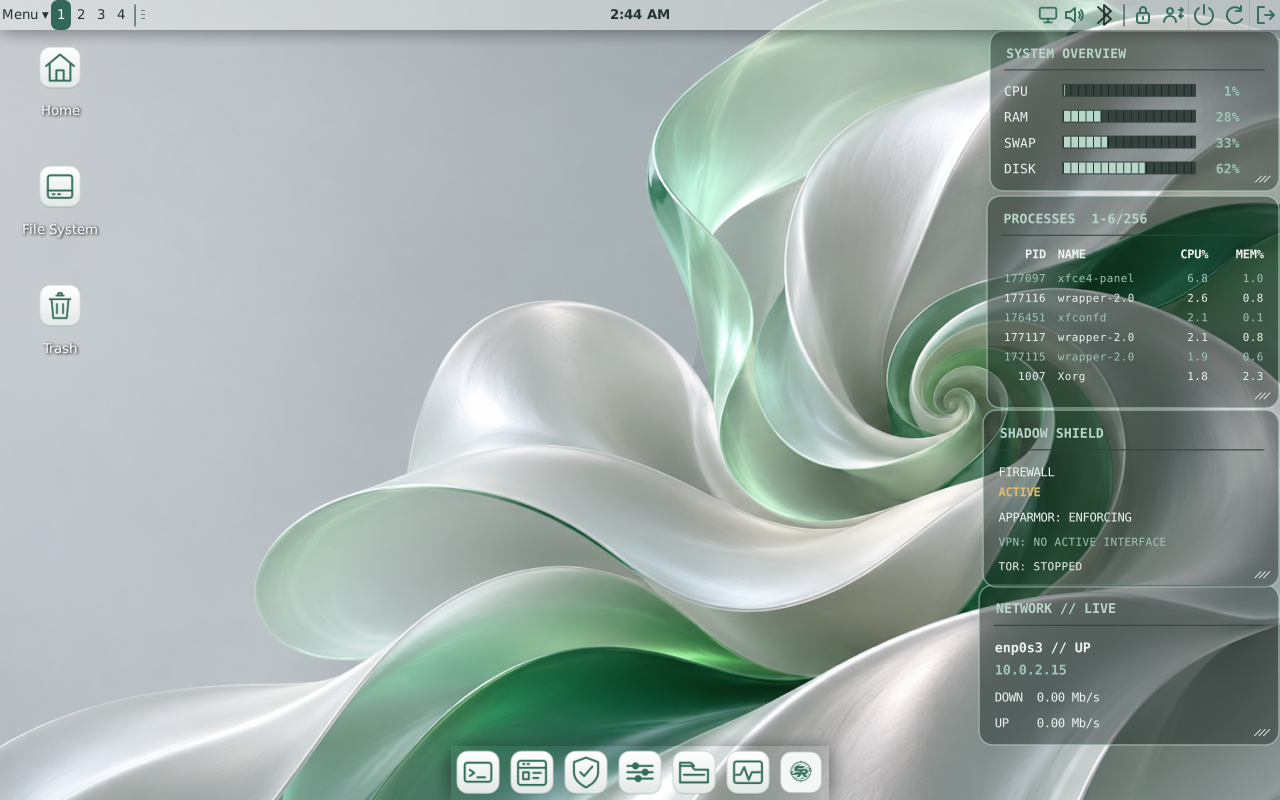 Menu ▾ 1 2 3 4 2:44 AM
Home
File System
Trash
SYSTEM OVERVIEW
CPU 1%
RAM 28%
SWAP 33%
DISK 62%
PROCESSES 1-6/256
PID NAME CPU% MEM%
177097 xfce4-panel 6.8 1.0
177116 wrapper-2.0 2.6 0.8
176451 xfconfd 2.1 0.1
177117 wrapper-2.0 2.1 0.8
177115 wrapper-2.0 1.9 0.6
1007 Xorg 1.8 2.3
SHADOW SHIELD
FIREWALL
ACTIVE
APPARMOR: ENFORCING
VPN: NO ACTIVE INTERFACE
TOR: STOPPED
NETWORK // LIVE
enp0s3 // UP
10.0.2.15
DOWN 0.00 Mb/s
UP 0.00 Mb/s